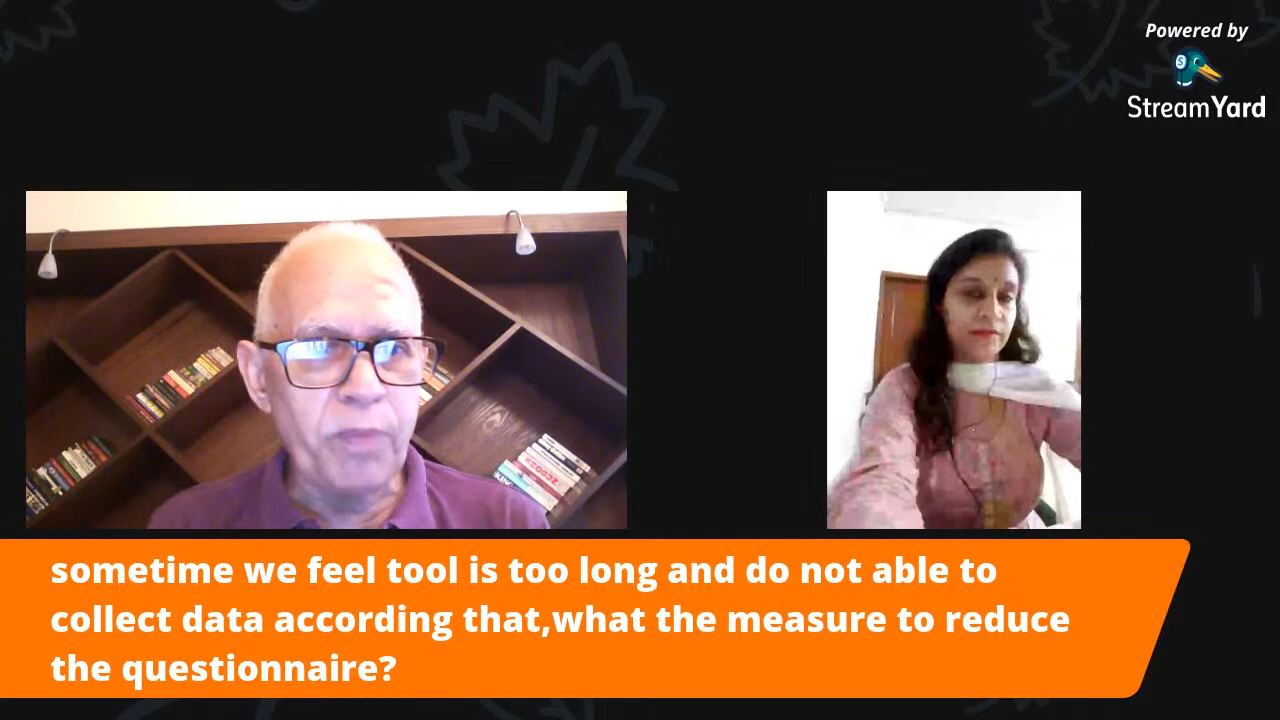 Powered by
StreamYard
sometime we feel tool is too long and do not able to
collect data according that,what the measure to reduce
the questionnaire?